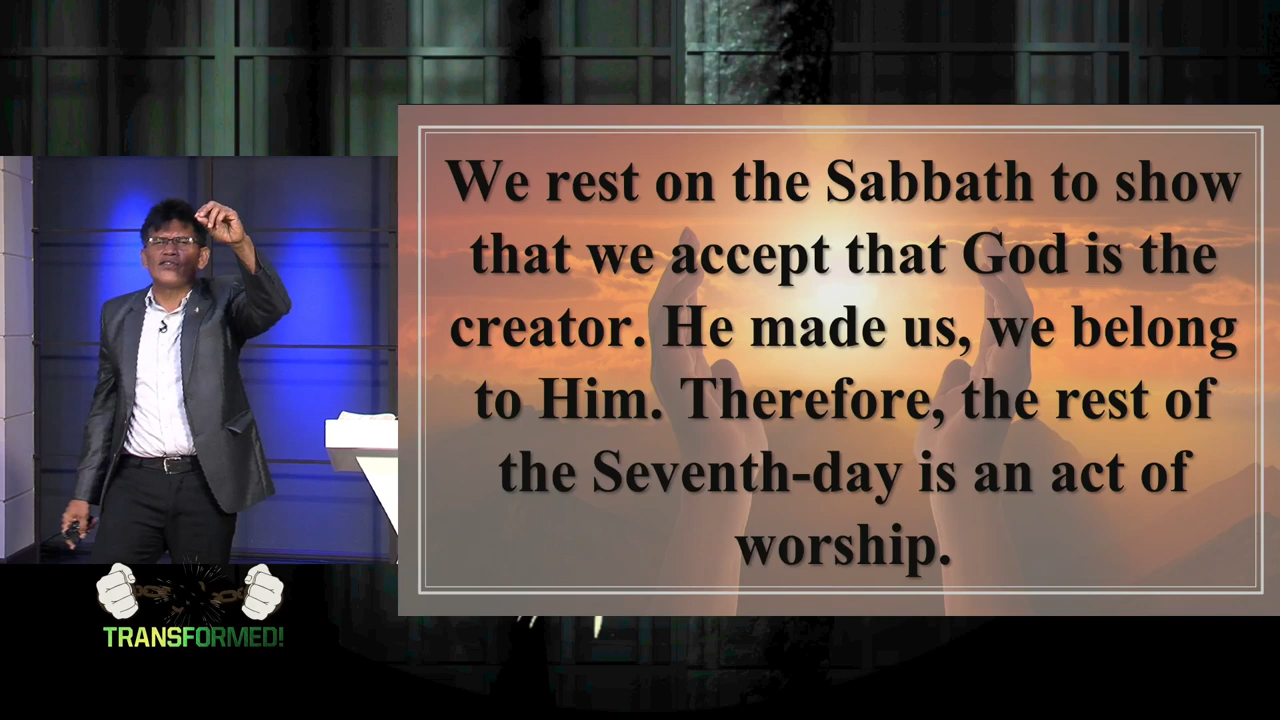 We rest on the Sabbath to show
that we accept that God is the
creator. He made us, we belong
to Him. Therefore, the rest of
the Seventh-day is an act of
worship.
TRANSFORMED!